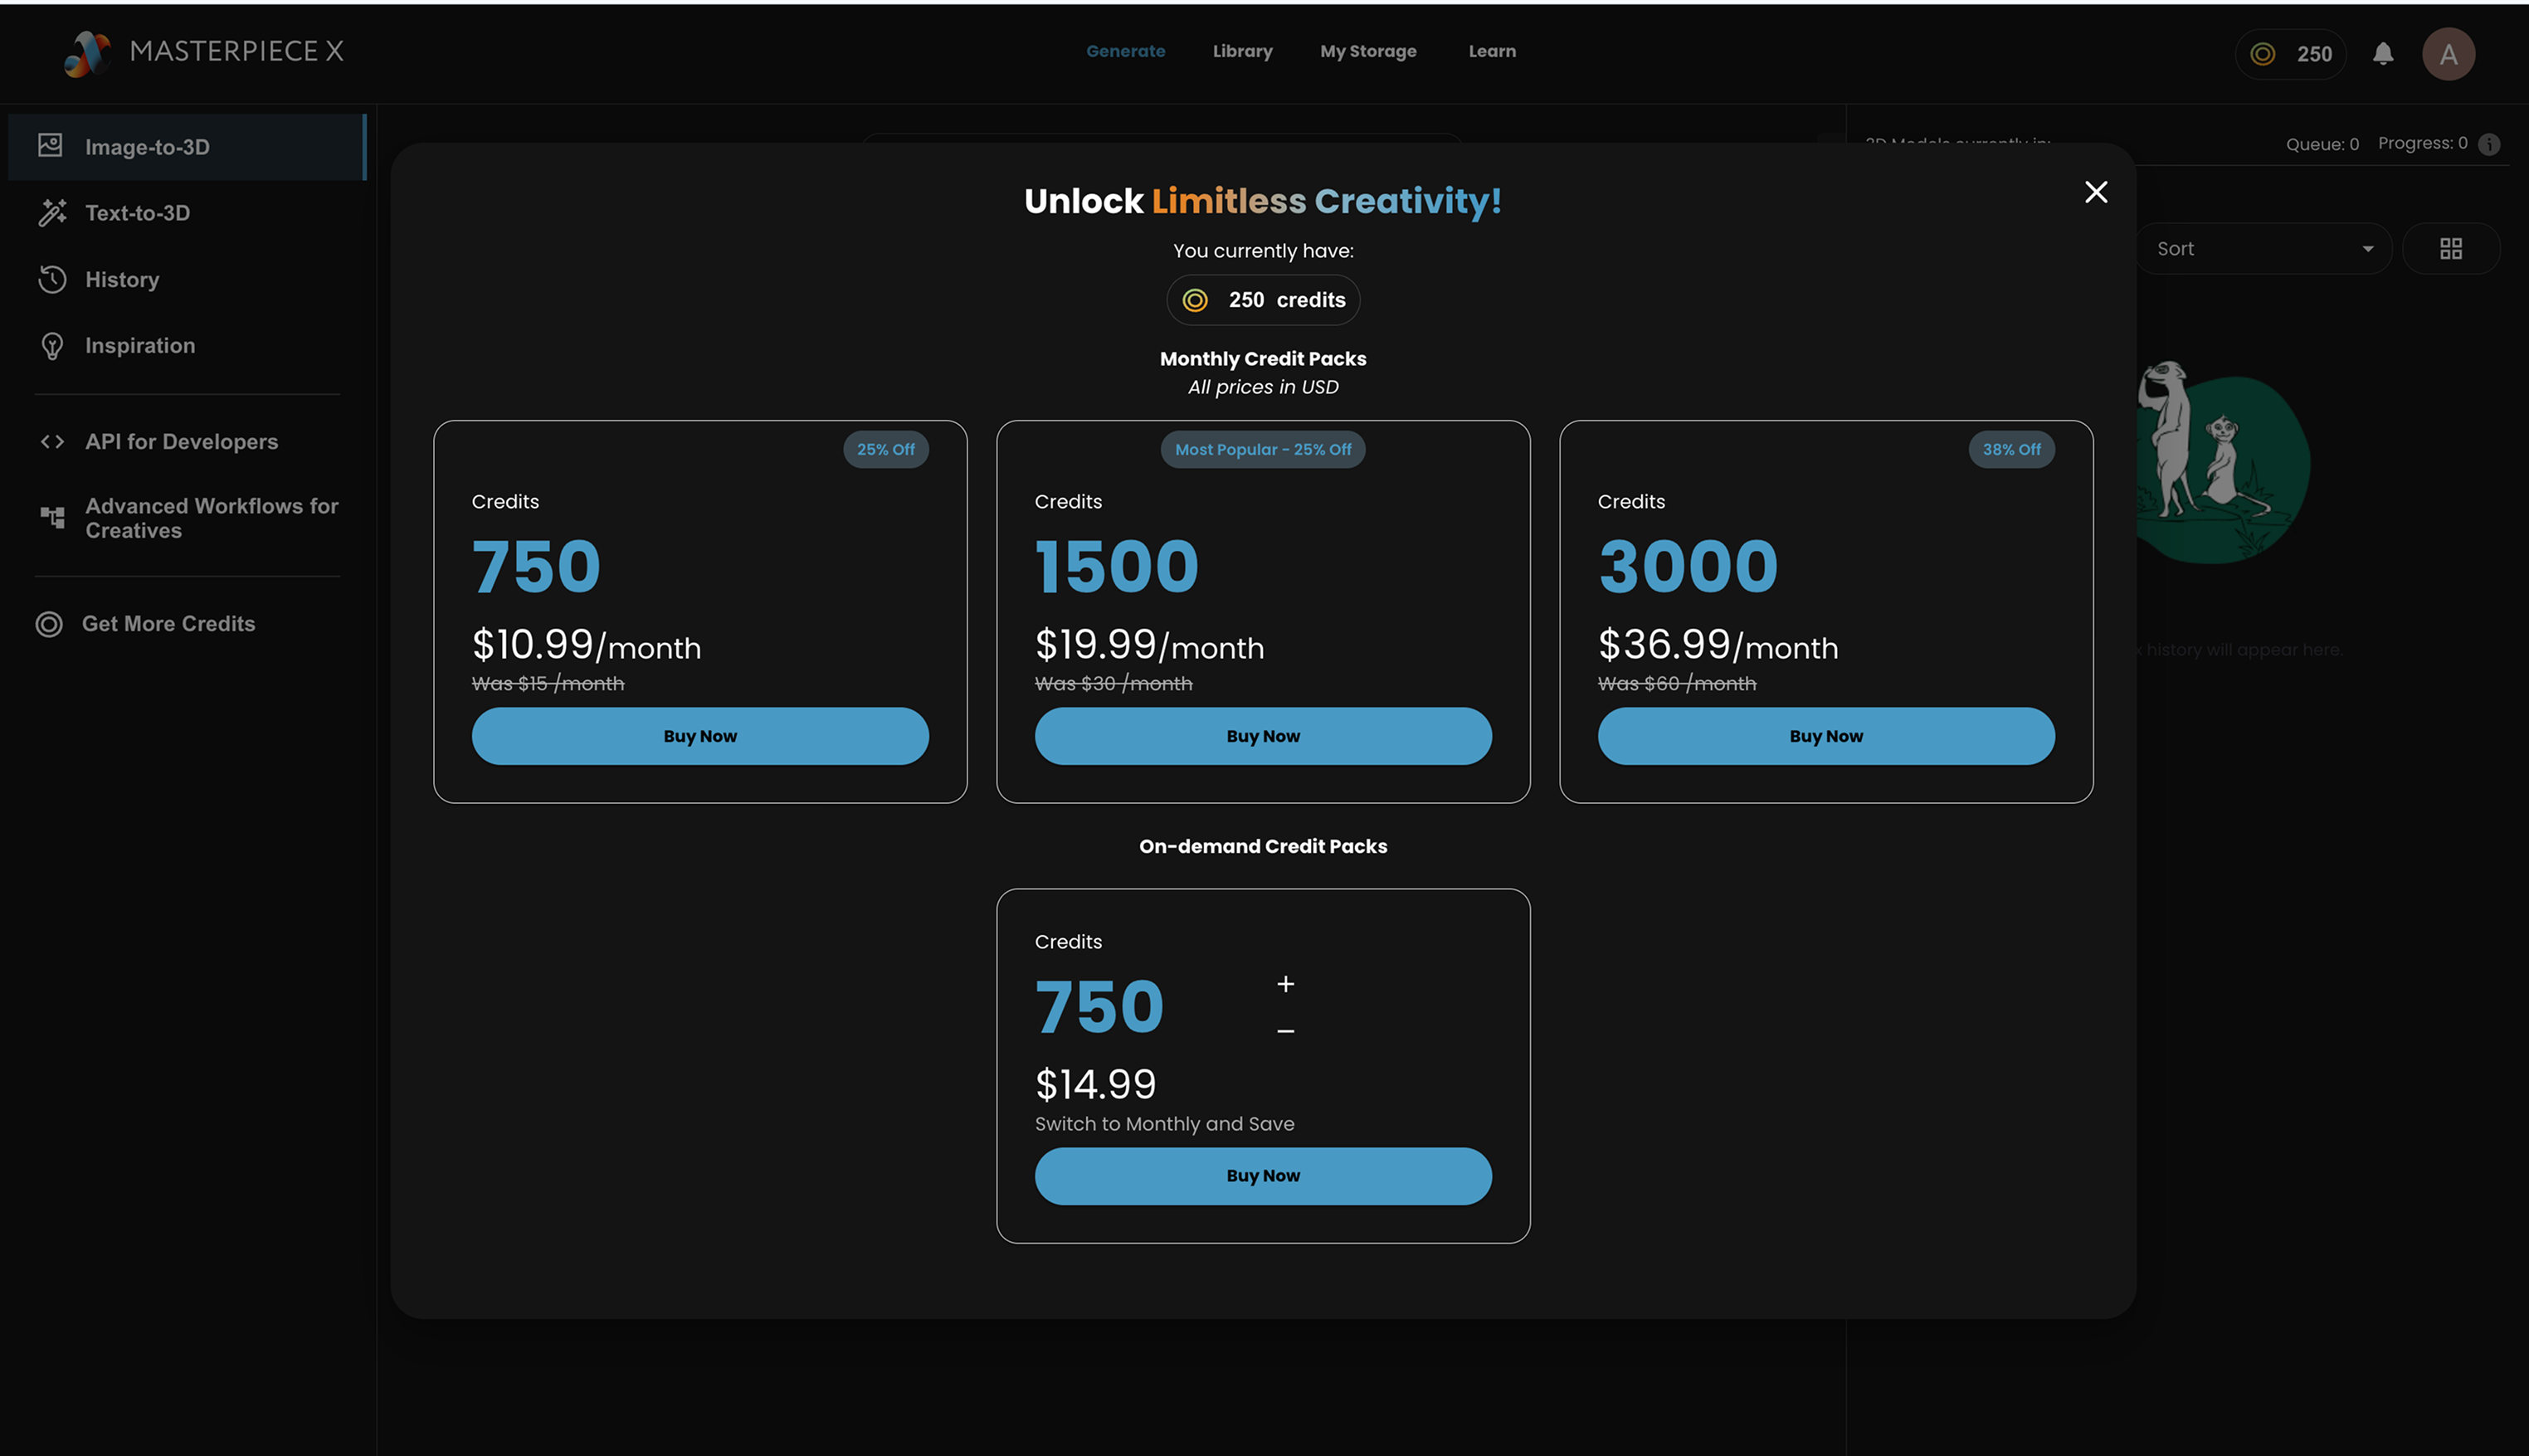 MASTERPIECE X
Generate Library My Storage Learn
250
A
Image-to-3D
Text-to-3D
History
Inspiration
API for Developers
Advanced Workflows for
Creatives
Get More Credits
3D Models currently in:
Queue: 0 Progress: 0
Sort
history will appear here.
Unlock Limitless Creativity!
You currently have:
250 credits
Monthly Credit Packs
All prices in USD
25% Off
Credits
750
$10.99/month
Was $15 /month
Buy Now
Most Popular - 25% Off
Credits
1500
$19.99/month
Was $30 /month
Buy Now
38% Off
Credits
3000
$36.99/month
Was $60 /month
Buy Now
On-demand Credit Packs
Credits
750
+
−
$14.99
Switch to Monthly and Save
Buy Now